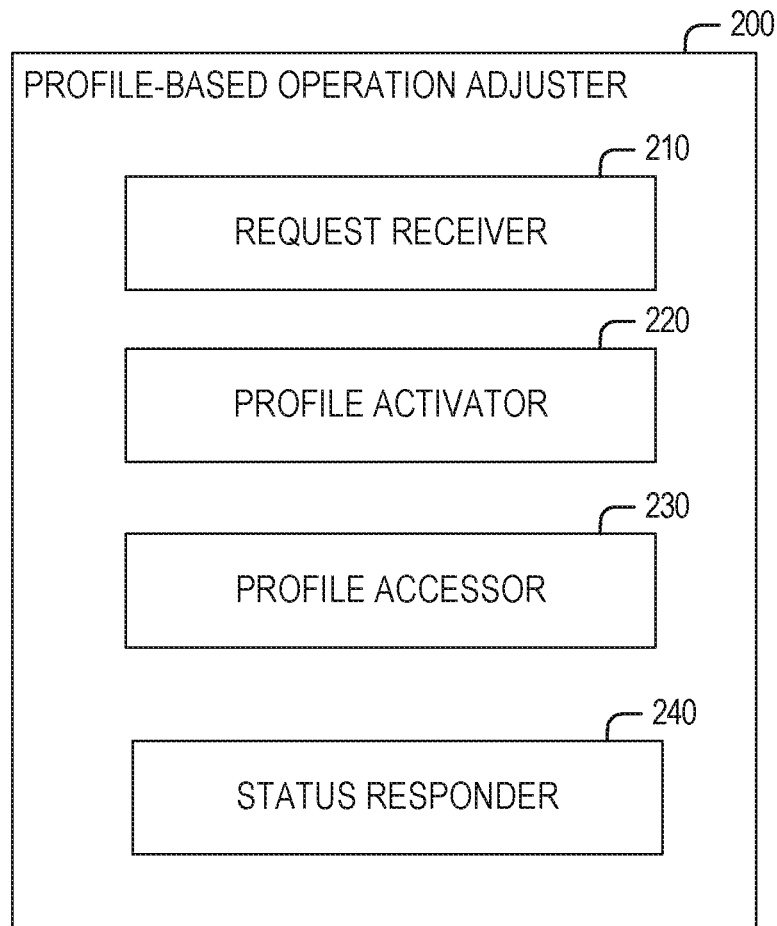 200
PROFILE-BASED OPERATION ADJUSTER
210
REQUEST RECEIVER
220
PROFILE ACTIVATOR
230
PROFILE ACCESSOR
240
STATUS RESPONDER